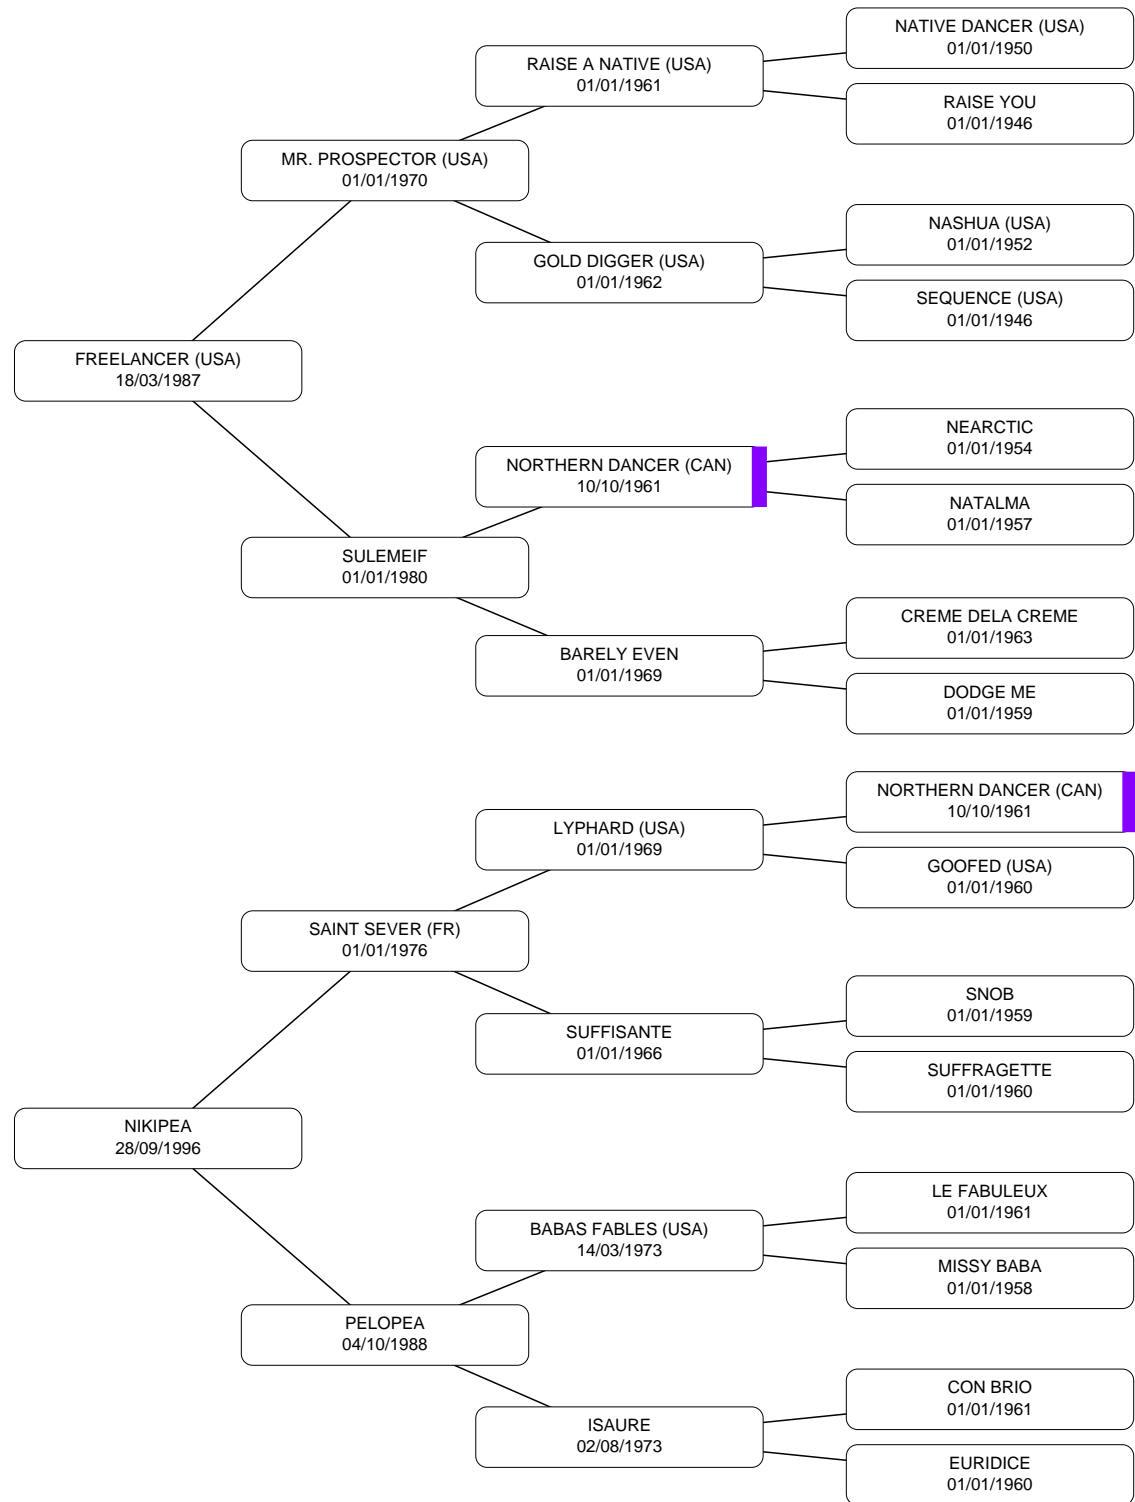 NATIVE DANCER (USA)
01/01/1950
RAISE A NATIVE (USA)
01/01/1961
RAISE YOU
01/01/1946
MR. PROSPECTOR (USA)
01/01/1970
NASHUA (USA)
01/01/1952
GOLD DIGGER (USA)
01/01/1962
SEQUENCE (USA)
01/01/1946
FREELANCER (USA)
18/03/1987
NEARCTIC
01/01/1954
NORTHERN DANCER (CAN)
10/10/1961
NATALMA
01/01/1957
SULEMEIF
01/01/1980
CREME DELA CREME
01/01/1963
BARELY EVEN
01/01/1969
DODGE ME
01/01/1959
NORTHERN DANCER (CAN)
10/10/1961
LYPHARD (USA)
01/01/1969
GOOFED (USA)
01/01/1960
SAINT SEVER (FR)
01/01/1976
SNOB
01/01/1959
SUFFISANTE
01/01/1966
SUFFRAGETTE
01/01/1960
NIKIPEA
28/09/1996
LE FABULEUX
01/01/1961
BABAS FABLES (USA)
14/03/1973
MISSY BABA
01/01/1958
PELOPEA
04/10/1988
CON BRIO
01/01/1961
ISAURE
02/08/1973
EURIDICE
01/01/1960